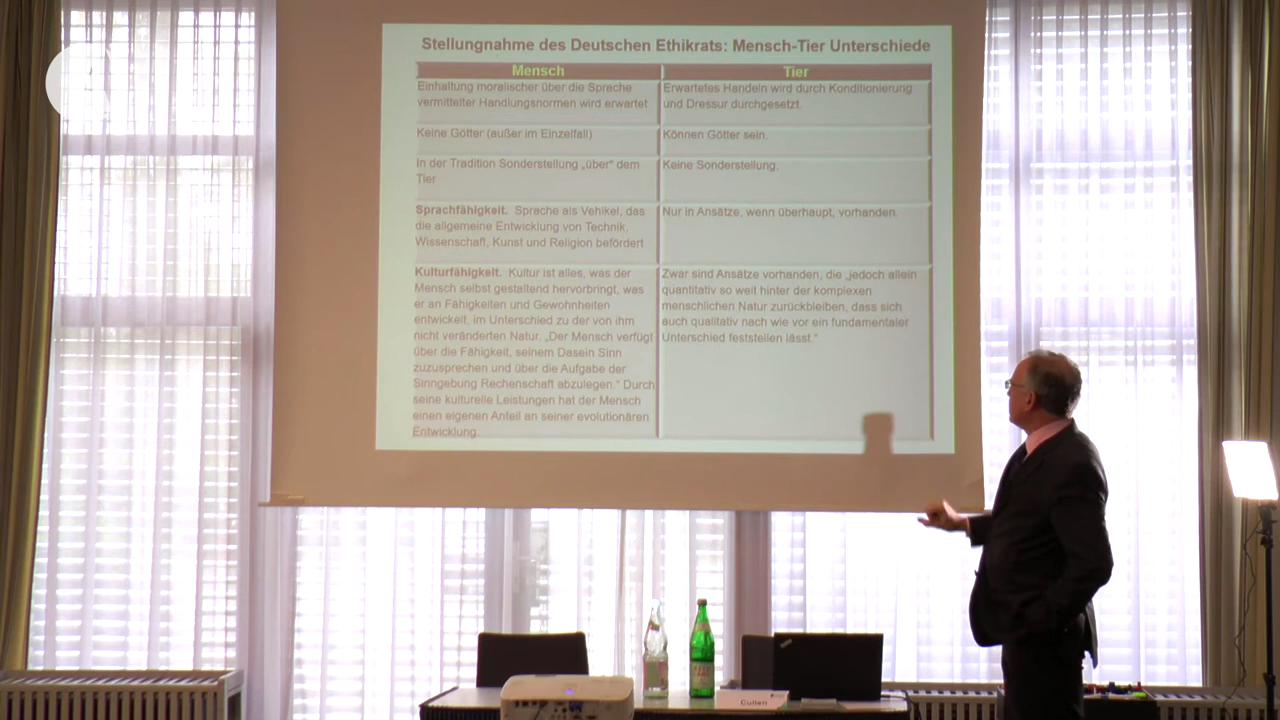 Stellungnahme des Deutschen Ethikrats: Mensch-Tier Unterschiede
Mensch
Tier
Einhaltung moralischer über die Sprache
vermittelter Handlungsnormen wird erwartet
Erwartetes Handeln wird durch Konditionierung
und Dressur durchgesetzt.
Keine Götter (außer im Einzelfall)
Können Götter sein.
In der Tradition Sonderstellung „über“ dem
Tier
Keine Sonderstellung.
Sprachfähigkeit. Sprache als Vehikel, das
die allgemeine Entwicklung von Technik,
Wissenschaft, Kunst und Religion befördert
Nur in Ansätze, wenn überhaupt, vorhanden.
Kulturfähigkeit. Kultur ist alles, was der
Mensch selbst gestaltend hervorbringt, was
er an Fähigkeiten und Gewohnheiten
entwickelt, im Unterschied zu der von ihm
nicht veränderten Natur. „Der Mensch verfügt
über die Fähigkeit, seinem Dasein Sinn
zuzusprechen und über die Aufgabe der
Sinngebung Rechenschaft abzulegen.“ Durch
seine kulturelle Leistungen hat der Mensch
einen eigenen Anteil an seiner evolutionären
Entwicklung.
Zwar sind Ansätze vorhanden, die „jedoch allein
quantitativ so weit hinter der komplexen
menschlichen Natur zurückbleiben, dass sich
auch qualitativ nach wie vor ein fundamentaler
Unterschied feststellen lässt.“
Cullen